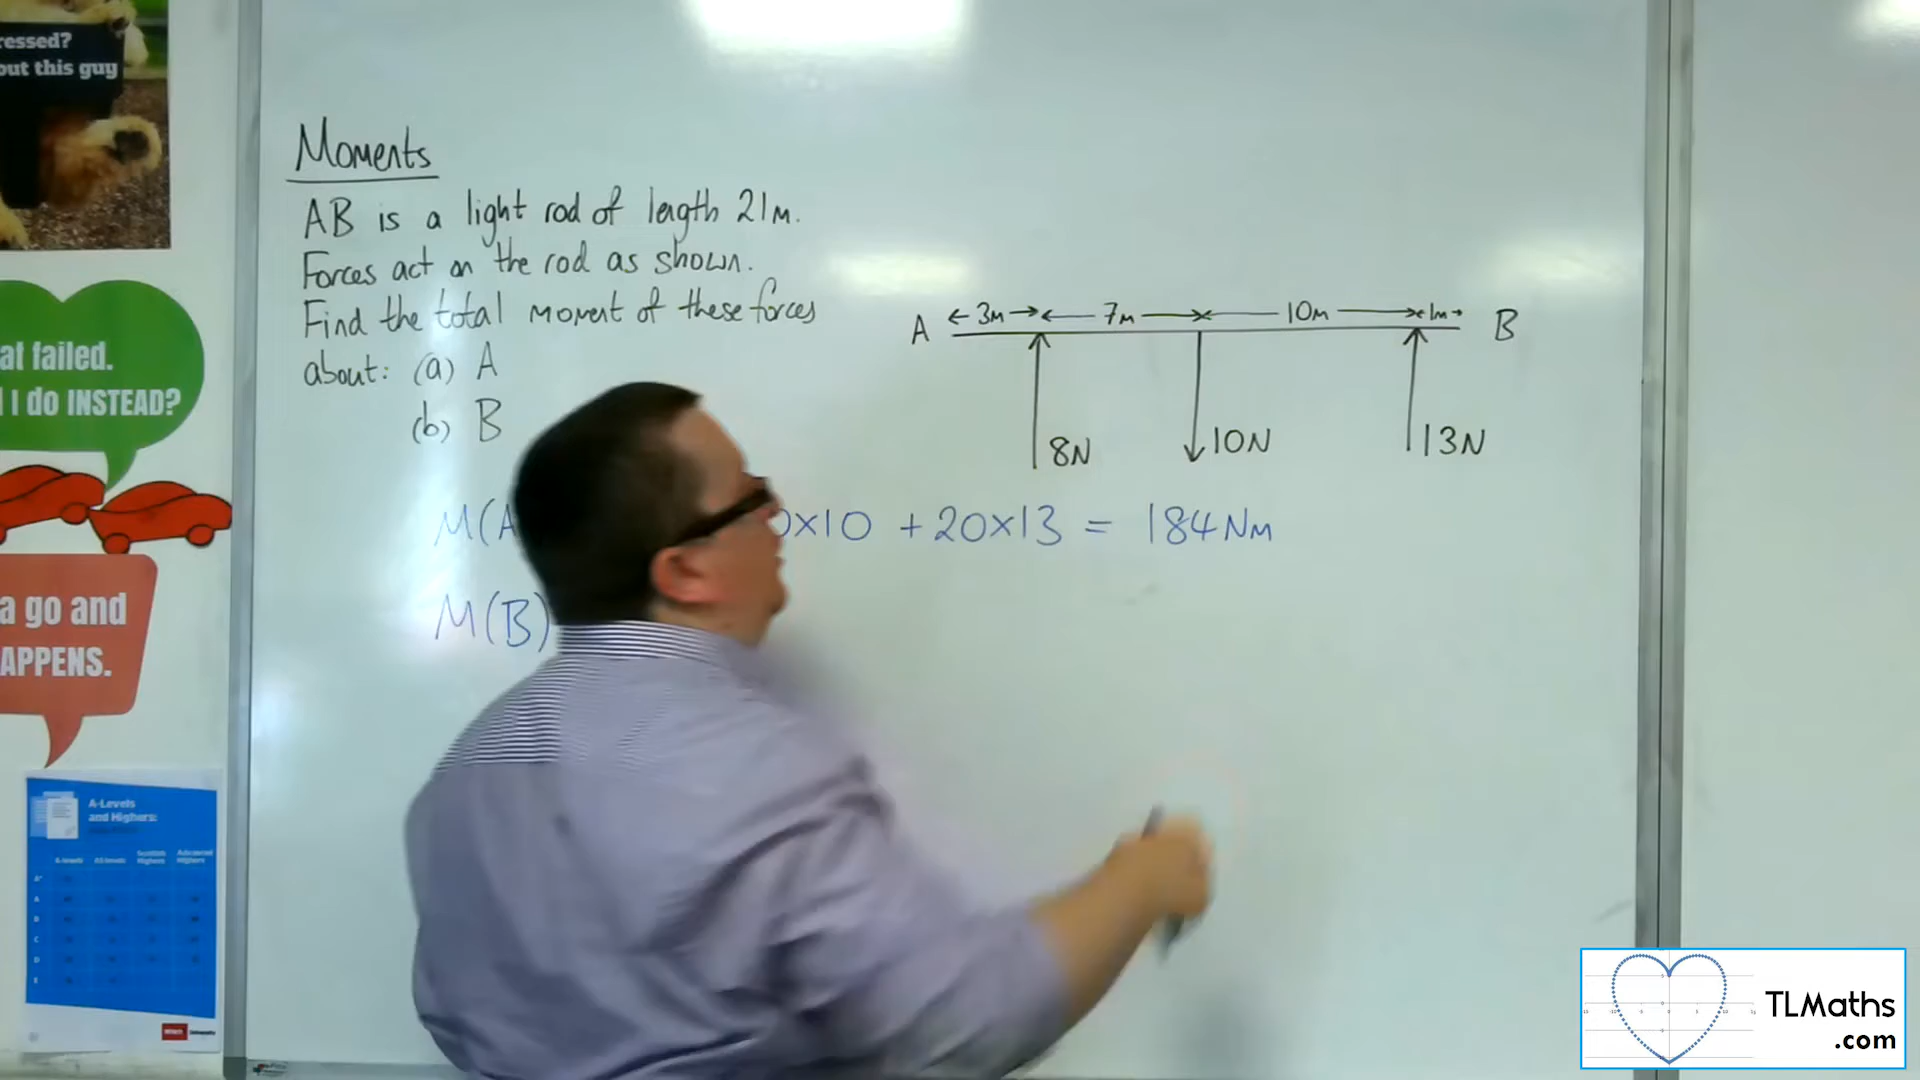 ressed?
out this guy
at failed.
I do INSTEAD?
a go and
APPENS.
A-Levels
and Highers:
Moments
AB is a light rod of length 21m.
Forces act on the rod as shown.
Find the total moment of these forces
about: (a) A
(b) B
A 3m 7m 10m 1m B
8N 10N 13N
M(A 0×10 + 20×13 = 184Nm
M(B)
TLMaths
.com